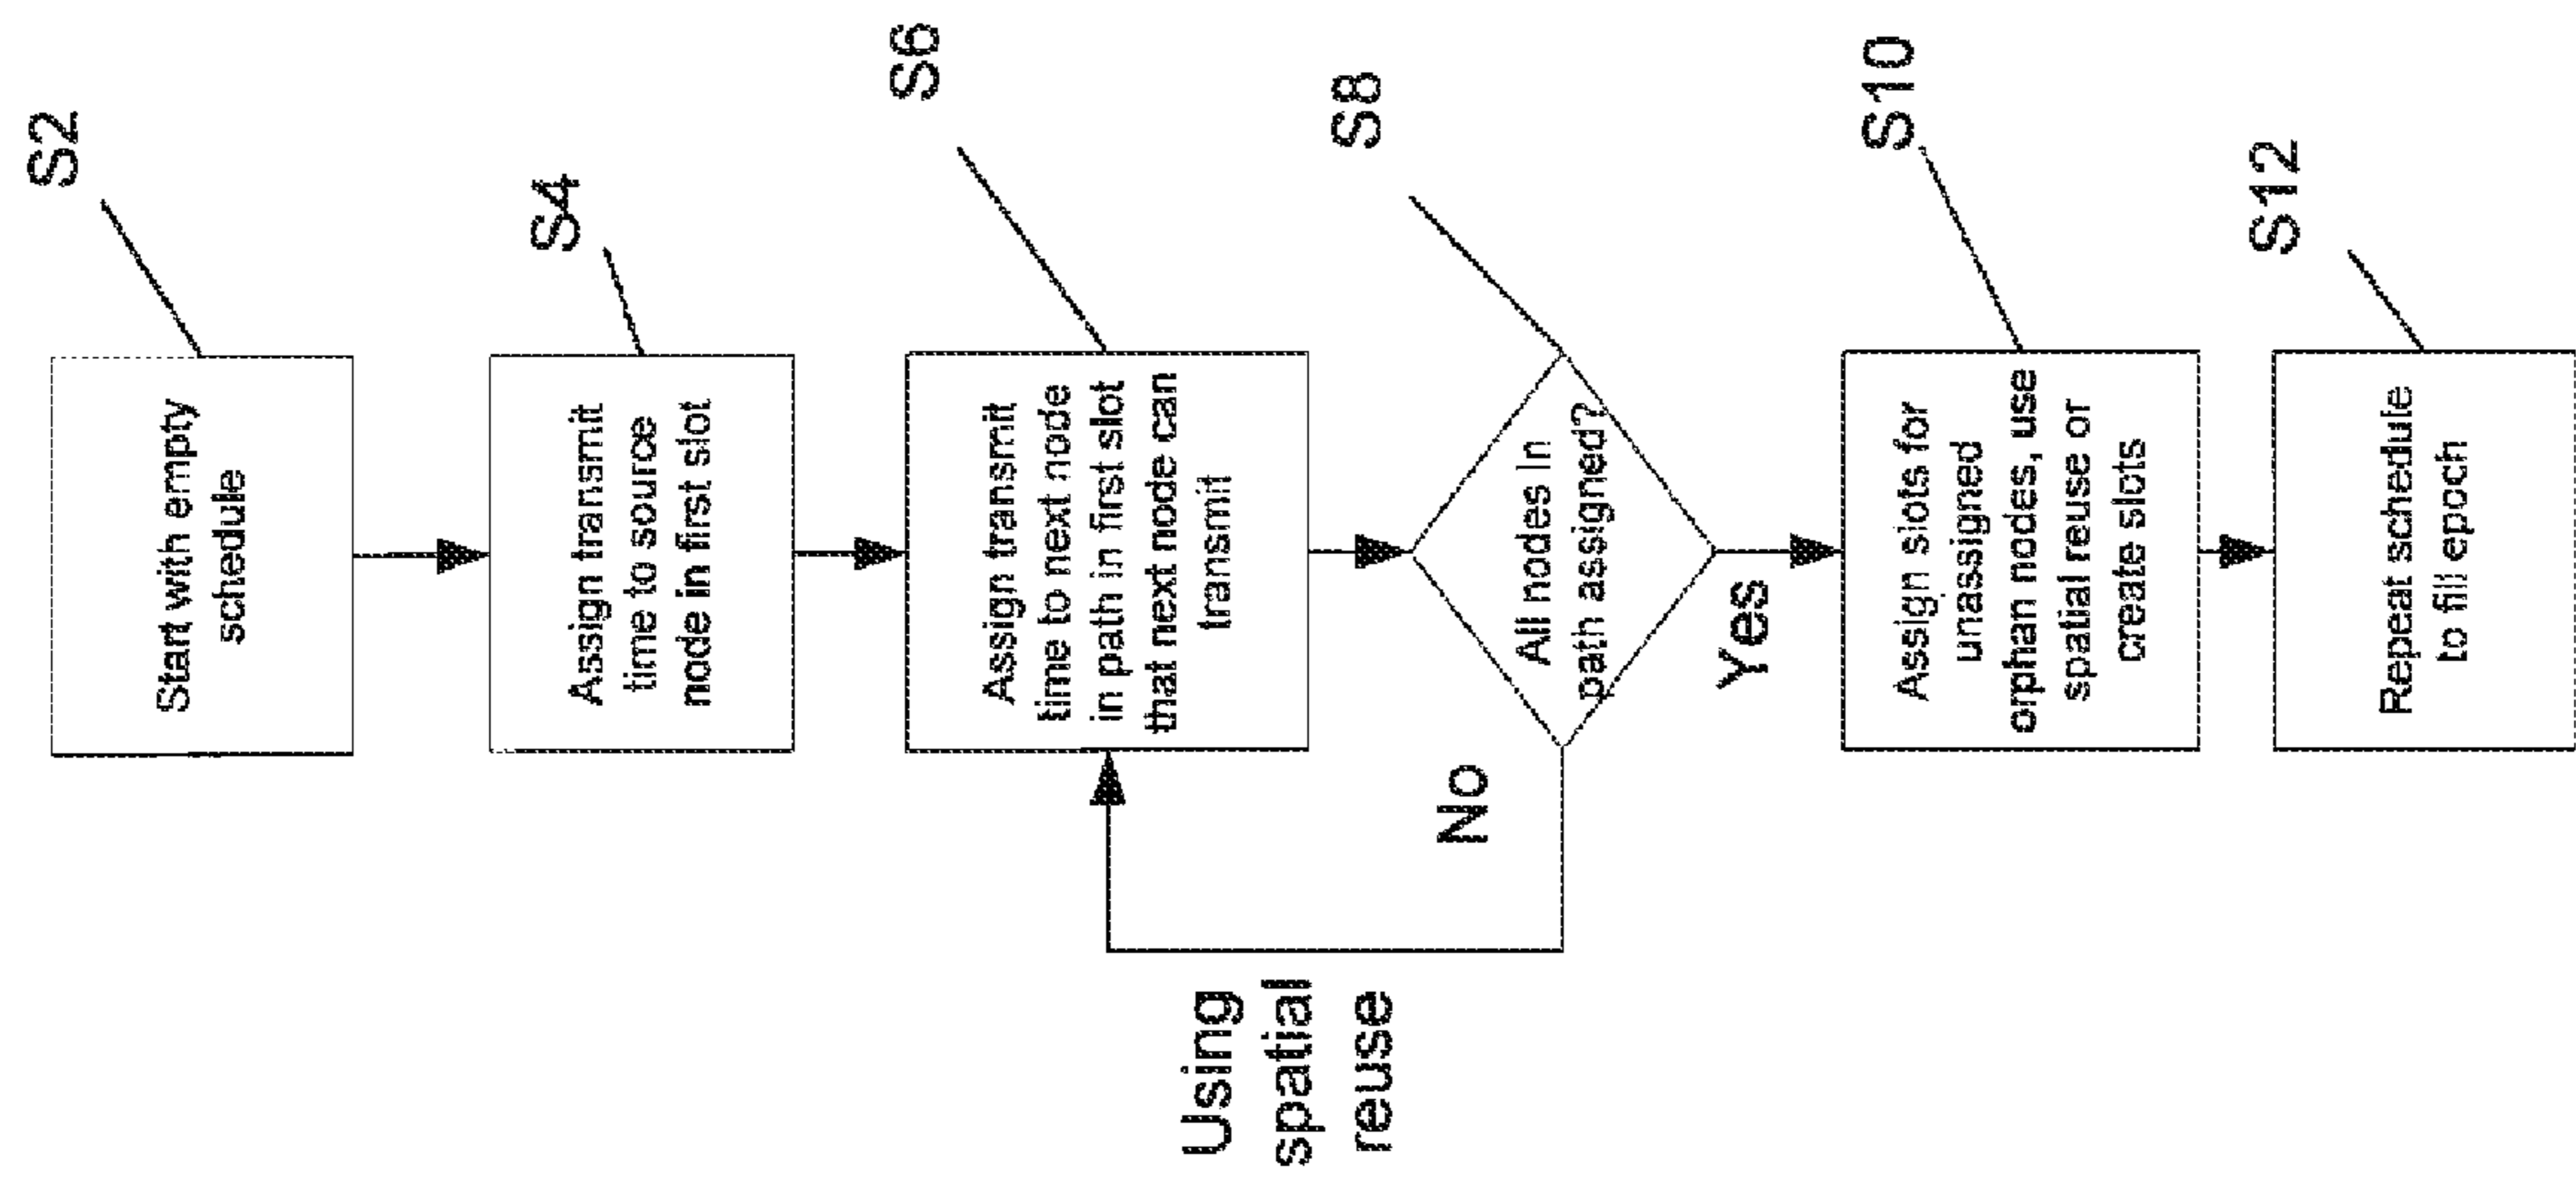 S2
Start with empty
schedule
S4
Assign transmit
time to source
node in first slot
S6
Assign transmit
time to next node
in path in first slot
that next node can
transmit
Using
spatial
reuse
S8
All nodes in
path assigned?
No
Yes
S10
Assign slots for
unassigned
orphan nodes, use
spatial reuse or
create slots
S12
Repeat schedule
to fill epoch